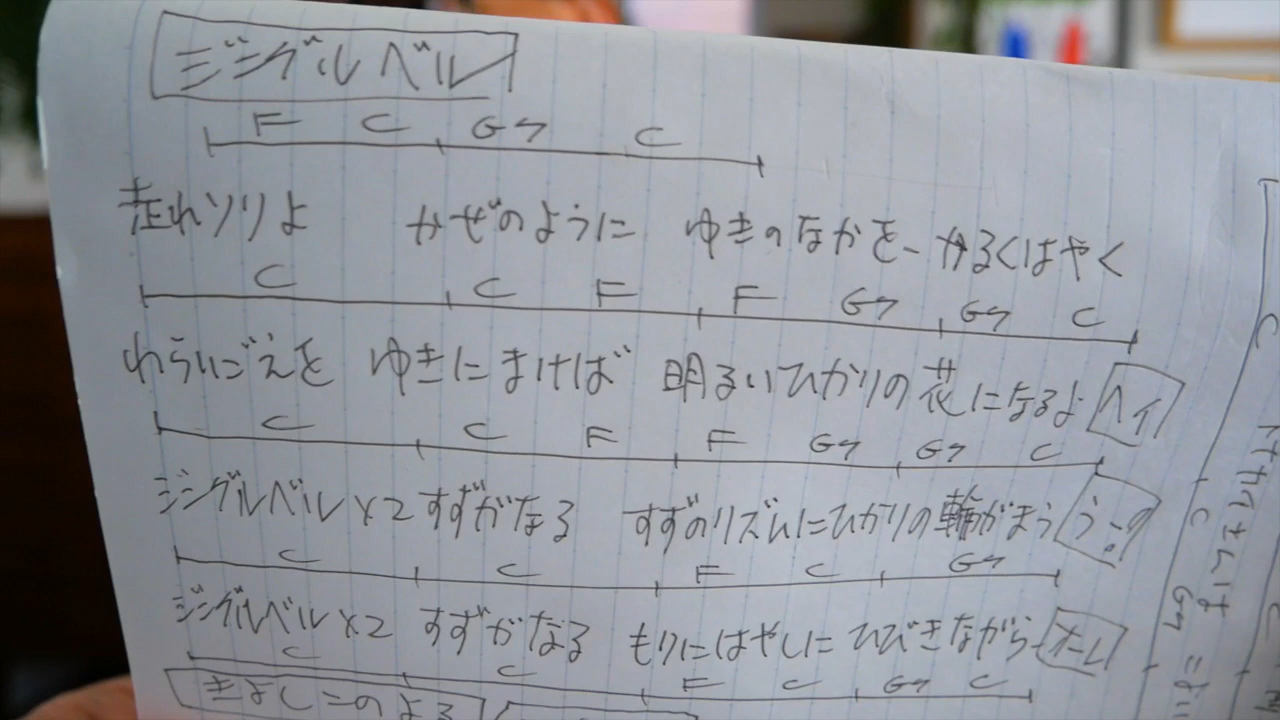 ジングルベル
F C G7 C
走れソリよ かぜのように ゆきのなかを かるくはやく
C C F F G7 G7 C
わらいごえを ゆきにまけば 明るいひかりの花になるよ ヘイ
C C F F G7 G7 C
ジングルベル×2 すずがなる すずのリズムにひかりの輪がまう
C C F C G7
ジングルベル×2 すずがなる もりにはやしにひびきながら
C C F C G7 C
きよしこのよる